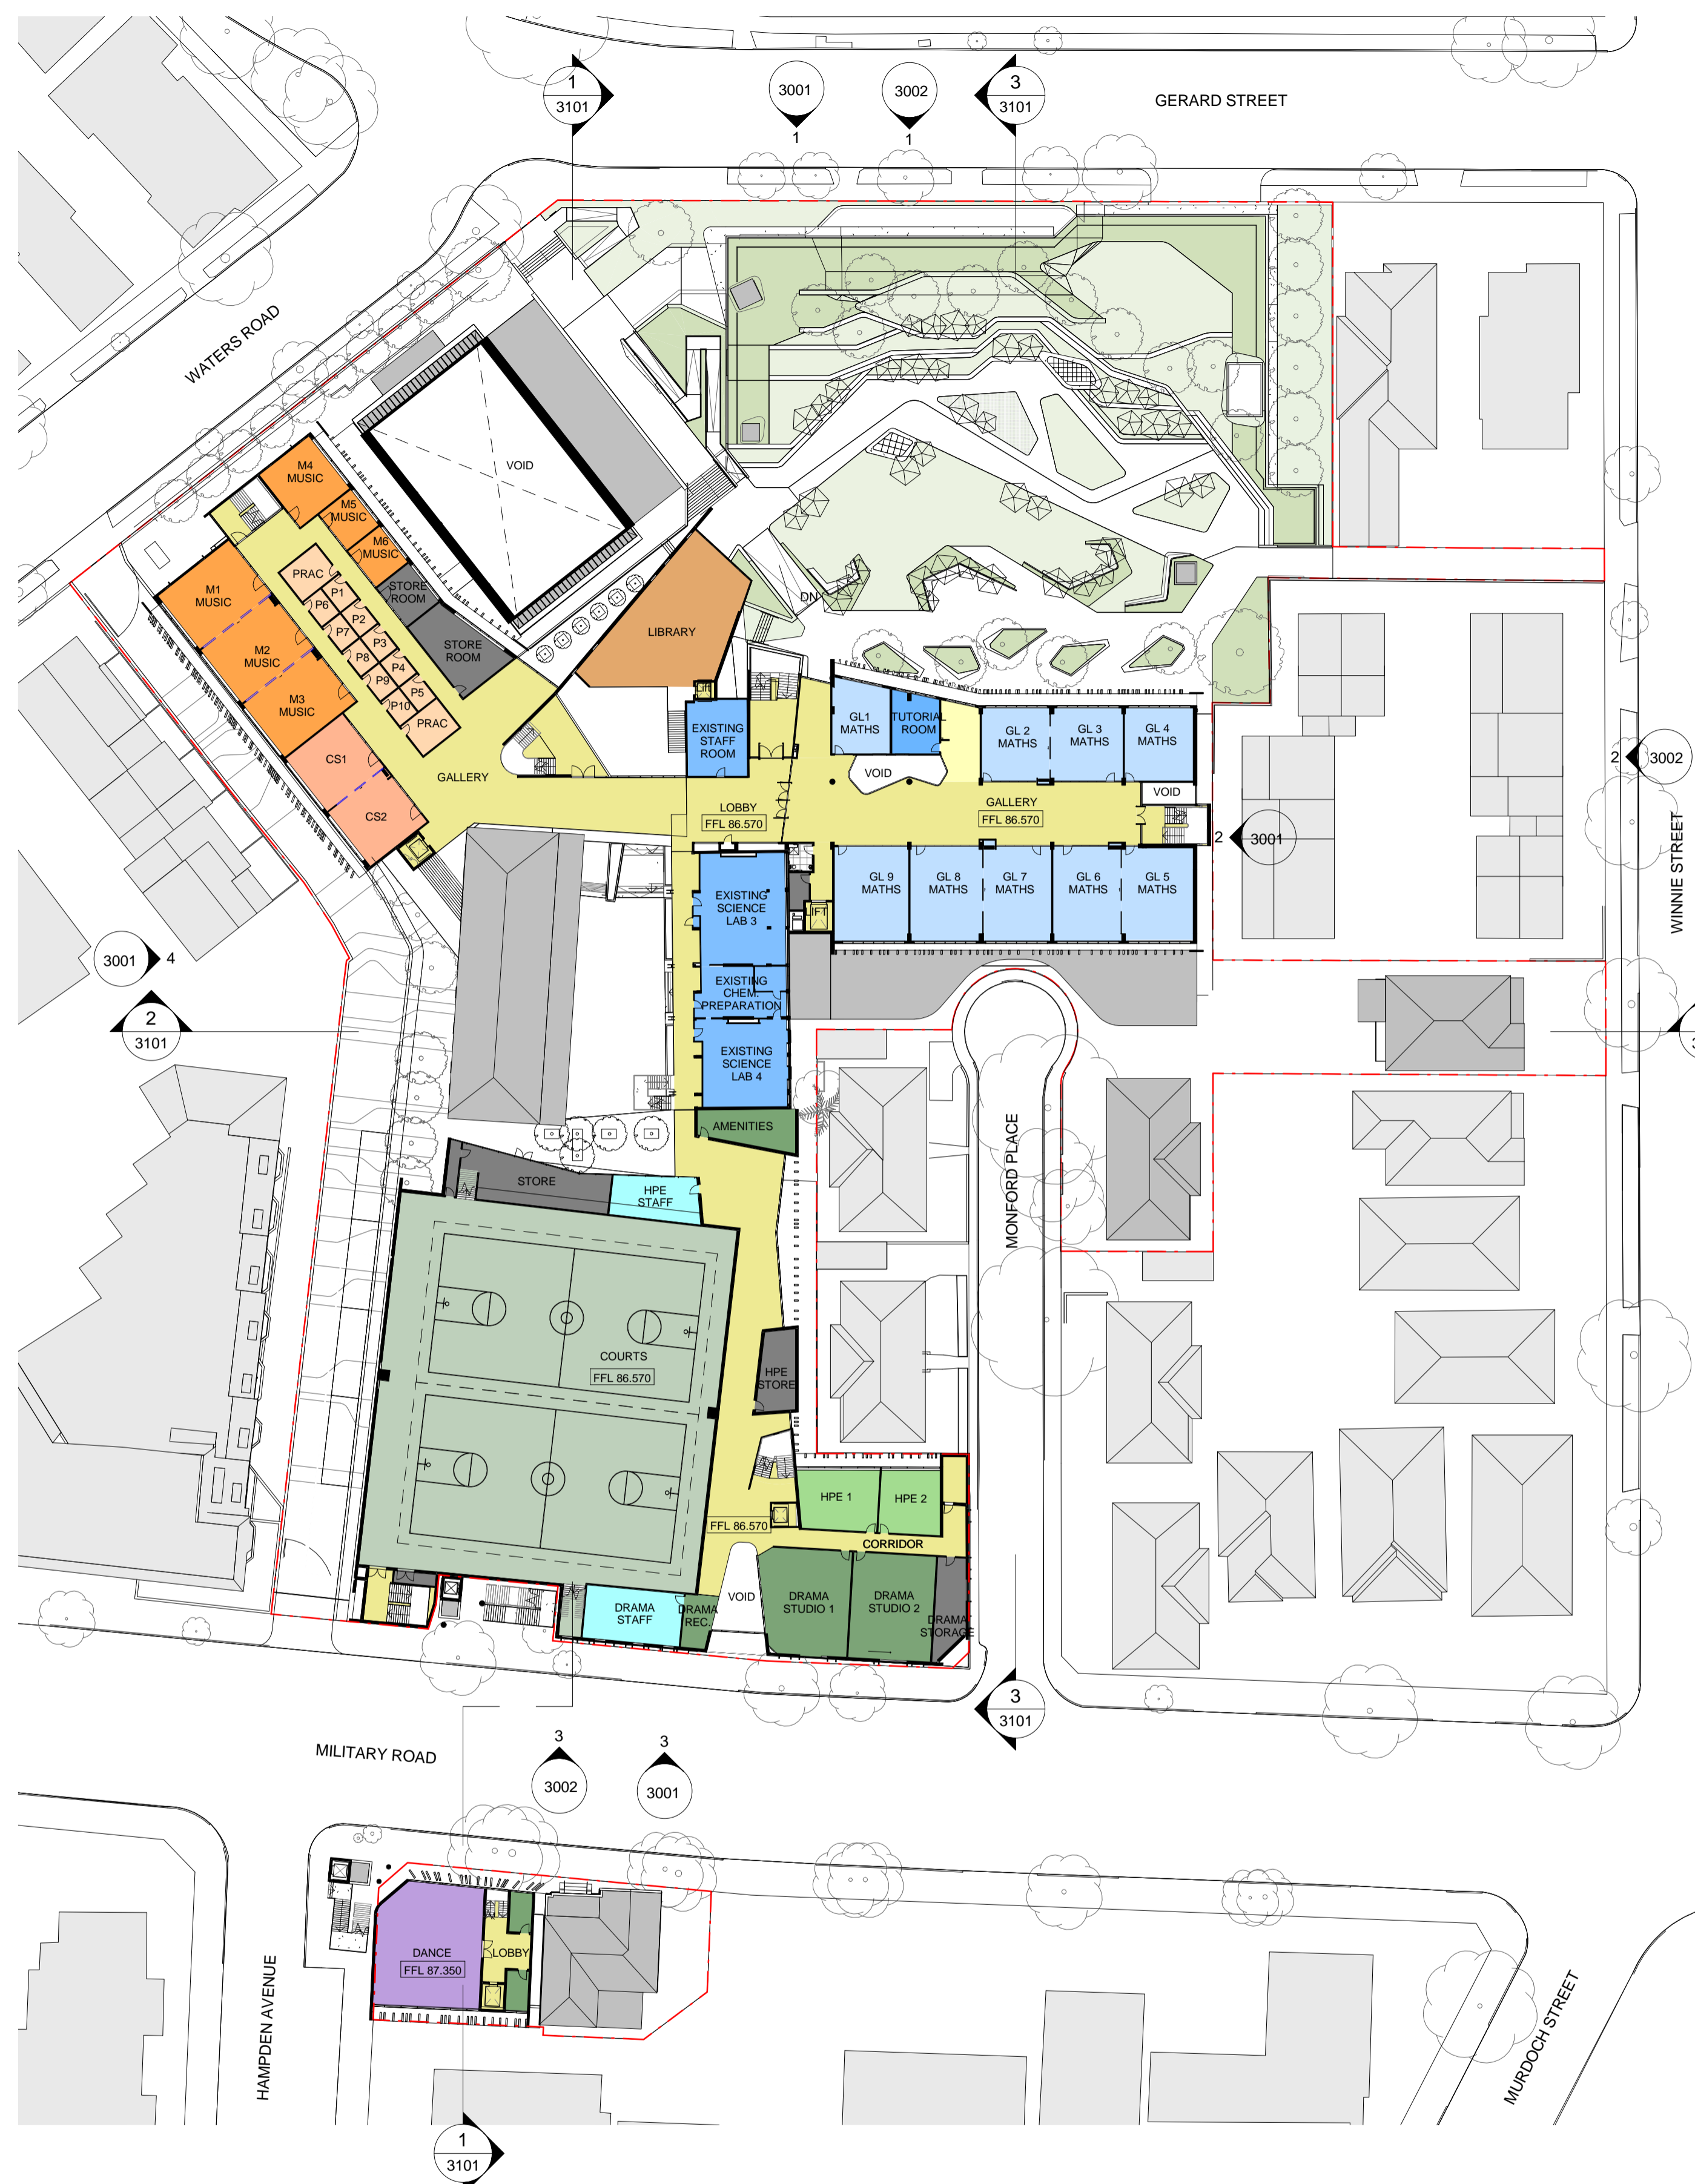 1
3101
3001
1
3002
1
3
3101
GERARD STREET
WATERS ROAD
VOID
M4
MUSIC
M5
MUSIC
M6
MUSIC
STORE
ROOM
STORE
ROOM
PRAC
P1
P6
P2
P7
P3
P8
P4
P9
P5
P10
PRAC
M1
MUSIC
M2
MUSIC
M3
MUSIC
CS1
CS2
GALLERY
LIBRARY
DN
Lift
EXISTING
STAFF
ROOM
GL1
MATHS
TUTORIAL
ROOM
GL 2
MATHS
GL 3
MATHS
GL 4
MATHS
VOID
VOID
LOBBY
FFL 86.570
GALLERY
FFL 86.570
2
3002
2
3001
WINNIE STREET
GL 9
MATHS
GL 8
MATHS
GL 7
MATHS
GL 6
MATHS
GL 5
MATHS
LIFT
EXISTING
SCIENCE
LAB 3
EXISTING
CHEM.
PREPARATION
EXISTING
SCIENCE
LAB 4
3001
4
2
3101
AMENITIES
STORE
HPE
STAFF
MONFORD PLACE
COURTS
FFL 86.570
HPE
STORE
HPE 1
HPE 2
FFL 86.570
CORRIDOR
VOID
DRAMA
STAFF
DRAMA
REC.
DRAMA
STUDIO 1
DRAMA
STUDIO 2
DRAMA
STORAGE
3
3101
MILITARY ROAD
3
3002
3
3001
DANCE
FFL 87.350
LOBBY
HAMPDEN AVENUE
MURDOCH STREET
1
3101